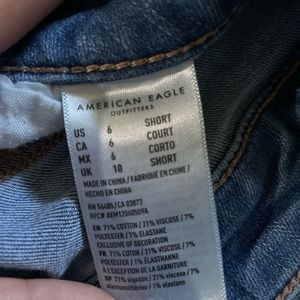 AMERICAN EAGLE
OUTFITTERS
US 6 SHORT
CA 6 COURT
MX 6 CORTO
UK 10 SHORT
MADE IN CHINA / FABRIQUÉ EN CHINE /
HECHO EN CHINA
RN 54485 / CA 03873
EN: 71% COTTON / 21% VISCOSE / 7%
POLYESTER / 1% ELASTANE
EXCLUSIVE OF DECORATION
FR: 71% COTON / 21% VISCOSE / 7%
POLYESTER / 1% ÉLASTHANNE
À L'EXCEPTION DE LA GARNITURE
SP: 71% algodón / 21% viscosa / 7%